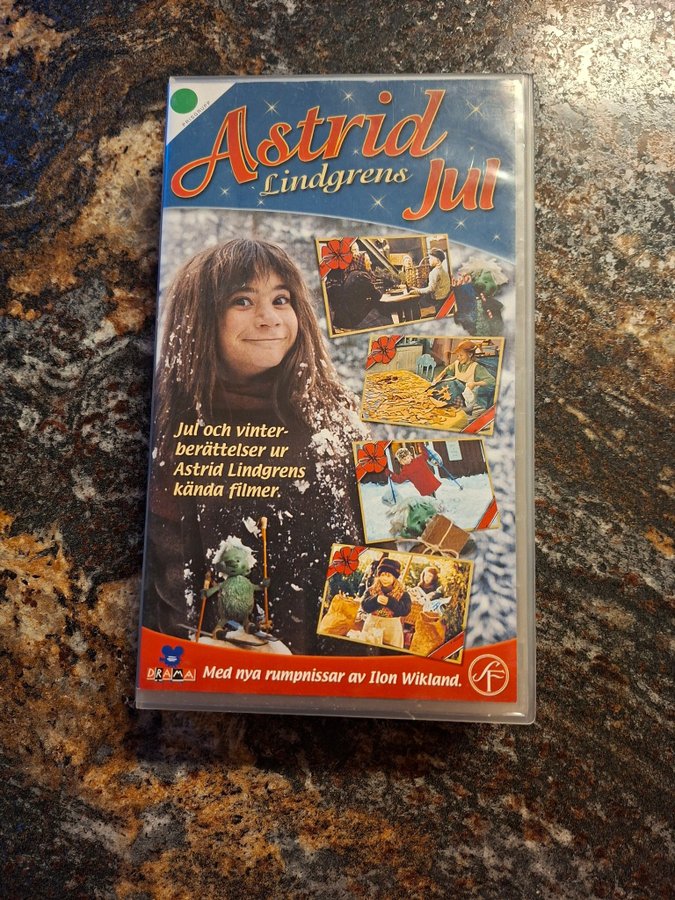 PRISGRUPP
Astrid
Lindgrens Jul
Jul och vinter-
berättelser ur
Astrid Lindgrens
kända filmer.
DRAMA
Med nya rumpnissar av Ilon Wikland.
SF